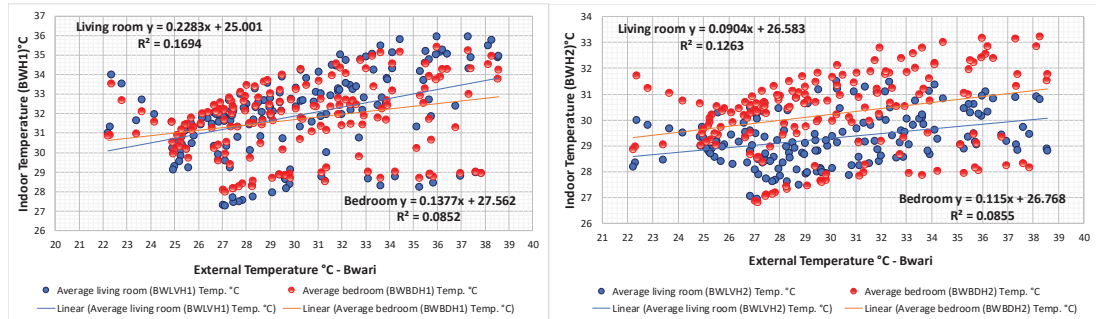 Living room y = 0.2283x + 25.001
R² = 0.1694
Indoor Temperature (BWH1)°C
37
36
35
34
33
32
31
30
29
28
27
26
Bedroom y = 0.1377x + 27.562
R² = 0.0852
20 21 22 23 24 25 26 27 28 29 30 31 32 33 34 35 36 37 38 39 40
External Temperature °C - Bwari
Average living room (BWLVH1) Temp. °C
Average bedroom (BWBDH1) Temp. °C
Linear (Average living room (BWLVH1) Temp. °C)
Linear (Average bedroom (BWBDH1) Temp. °C)
Living room y = 0.0904x + 26.583
R² = 0.1263
Indoor Temperature (BWH2)°C
34
33
32
31
30
29
28
27
26
Bedroom y = 0.115x + 26.768
R² = 0.0855
21 22 23 24 25 26 27 28 29 30 31 32 33 34 35 36 37 38 39 40
External Temperature °C - Bwari
Average living room (BWLVH2) Temp. °C
Average bedroom (BWBDH2) Temp. °C
Linear (Average living room (BWLVH2) Temp. °C)
Linear (Average bedroom (BWBDH2) Temp. °C)